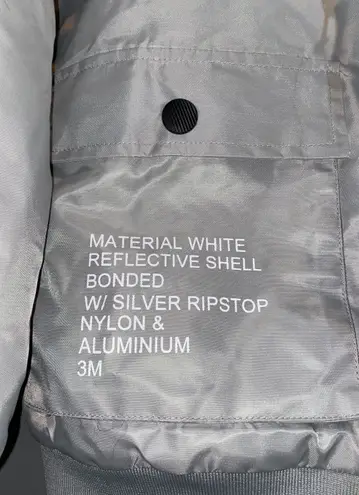 MATERIAL WHITE
REFLECTIVE SHELL
BONDED
W/ SILVER RIPSTOP
NYLON &
ALUMINIUM
3M